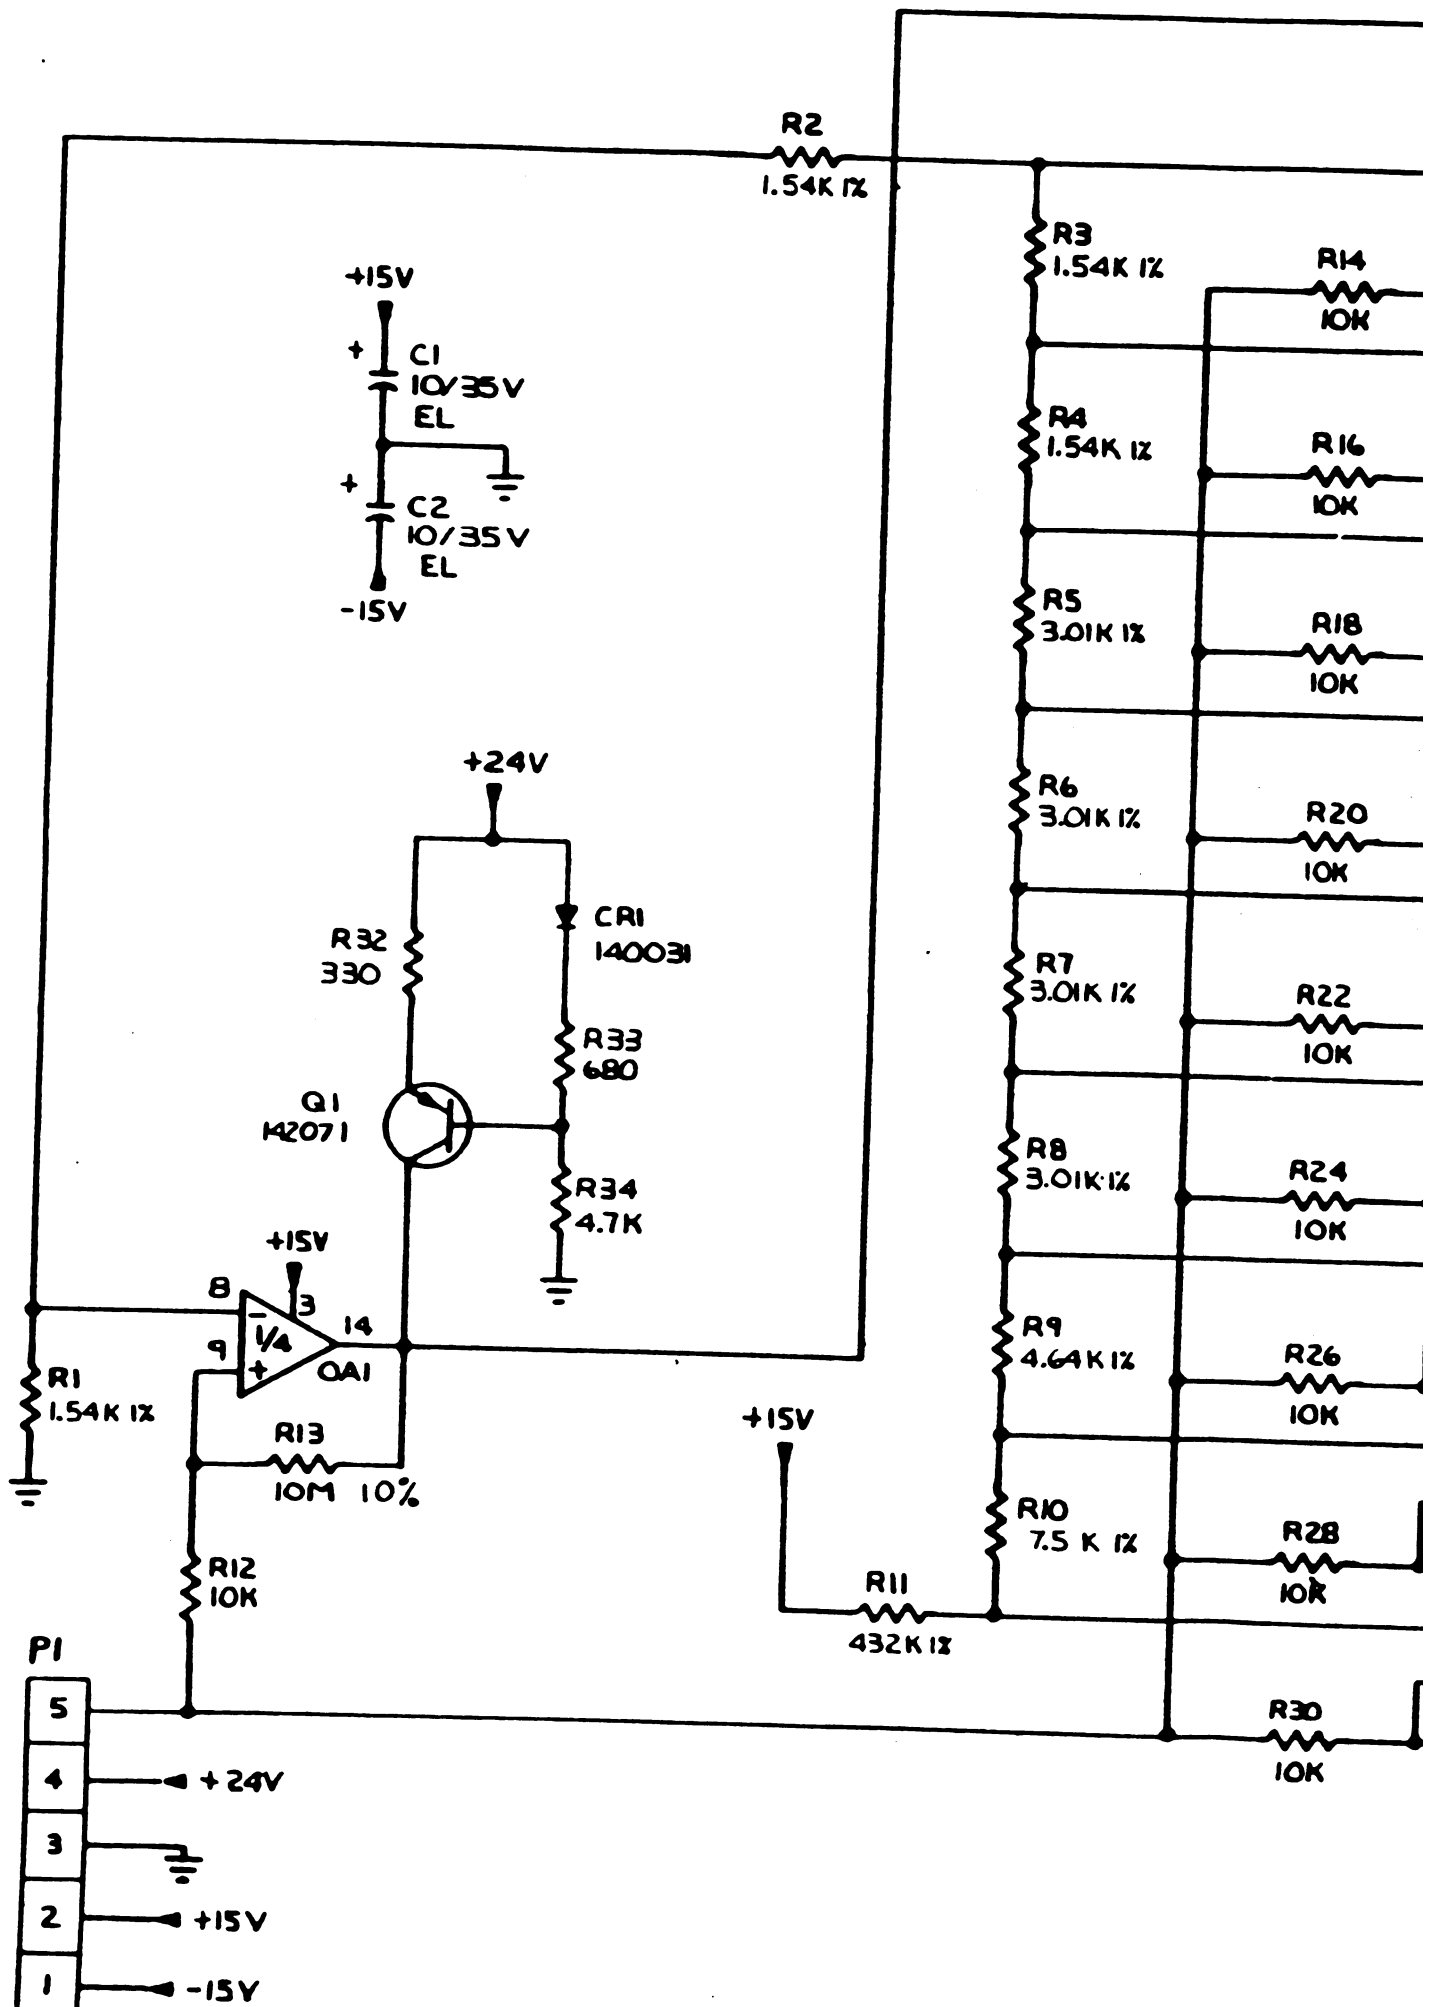 R2
1.54K 1%
R3
1.54K 1%
R14
10K
+15V
+
C1
10/35V
EL
R4
1.54K 1%
R16
10K
+
C2
10/35V
EL
-15V
R5
3.01K 1%
R18
10K
+24V
R6
3.01K 1%
R20
10K
R32
330
CR1
140031
R7
3.01K 1%
R22
10K
R33
680
Q1
142071
R8
3.01K 1%
R24
10K
R34
4.7K
+15V
8
3
-
1/4
14
9
+
OA1
R9
4.64K 1%
R26
10K
R1
1.54K 1%
R13
10M 10%
+15V
R10
7.5 K 1%
R28
10K
R12
10K
R11
432K 1%
P1
5
R30
10K
4
+24V
3
2
+15V
1
-15V